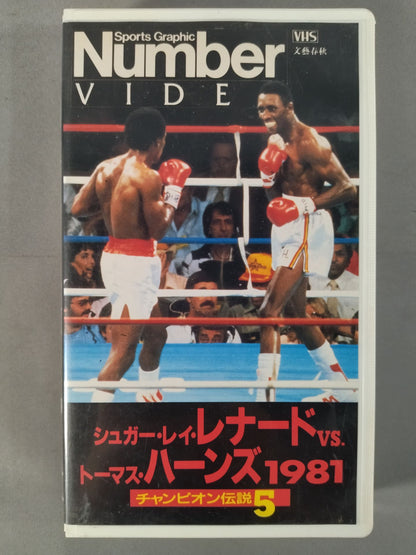 Sports Graphic
Number
VIDE
VHS
文藝春秋
シュガー・レイ・レナードvs.
トーマス・ハーンズ1981
チャンピオン伝説5